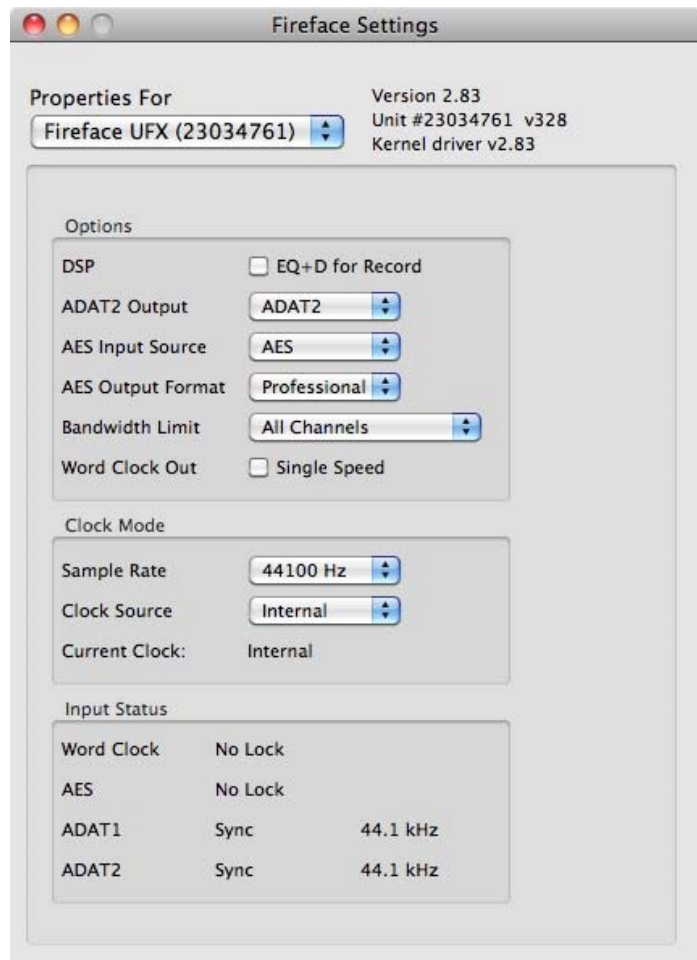 Fireface Settings
Properties For
Fireface UFX (23034761)
Version 2.83
Unit #23034761 v328
Kernel driver v2.83
Options
DSP EQ+D for Record
ADAT2 Output ADAT2
AES Input Source AES
AES Output Format Professional
Bandwidth Limit All Channels
Word Clock Out Single Speed
Clock Mode
Sample Rate 44100 Hz
Clock Source Internal
Current Clock: Internal
Input Status
Word Clock No Lock
AES No Lock
ADAT1 Sync 44.1 kHz
ADAT2 Sync 44.1 kHz